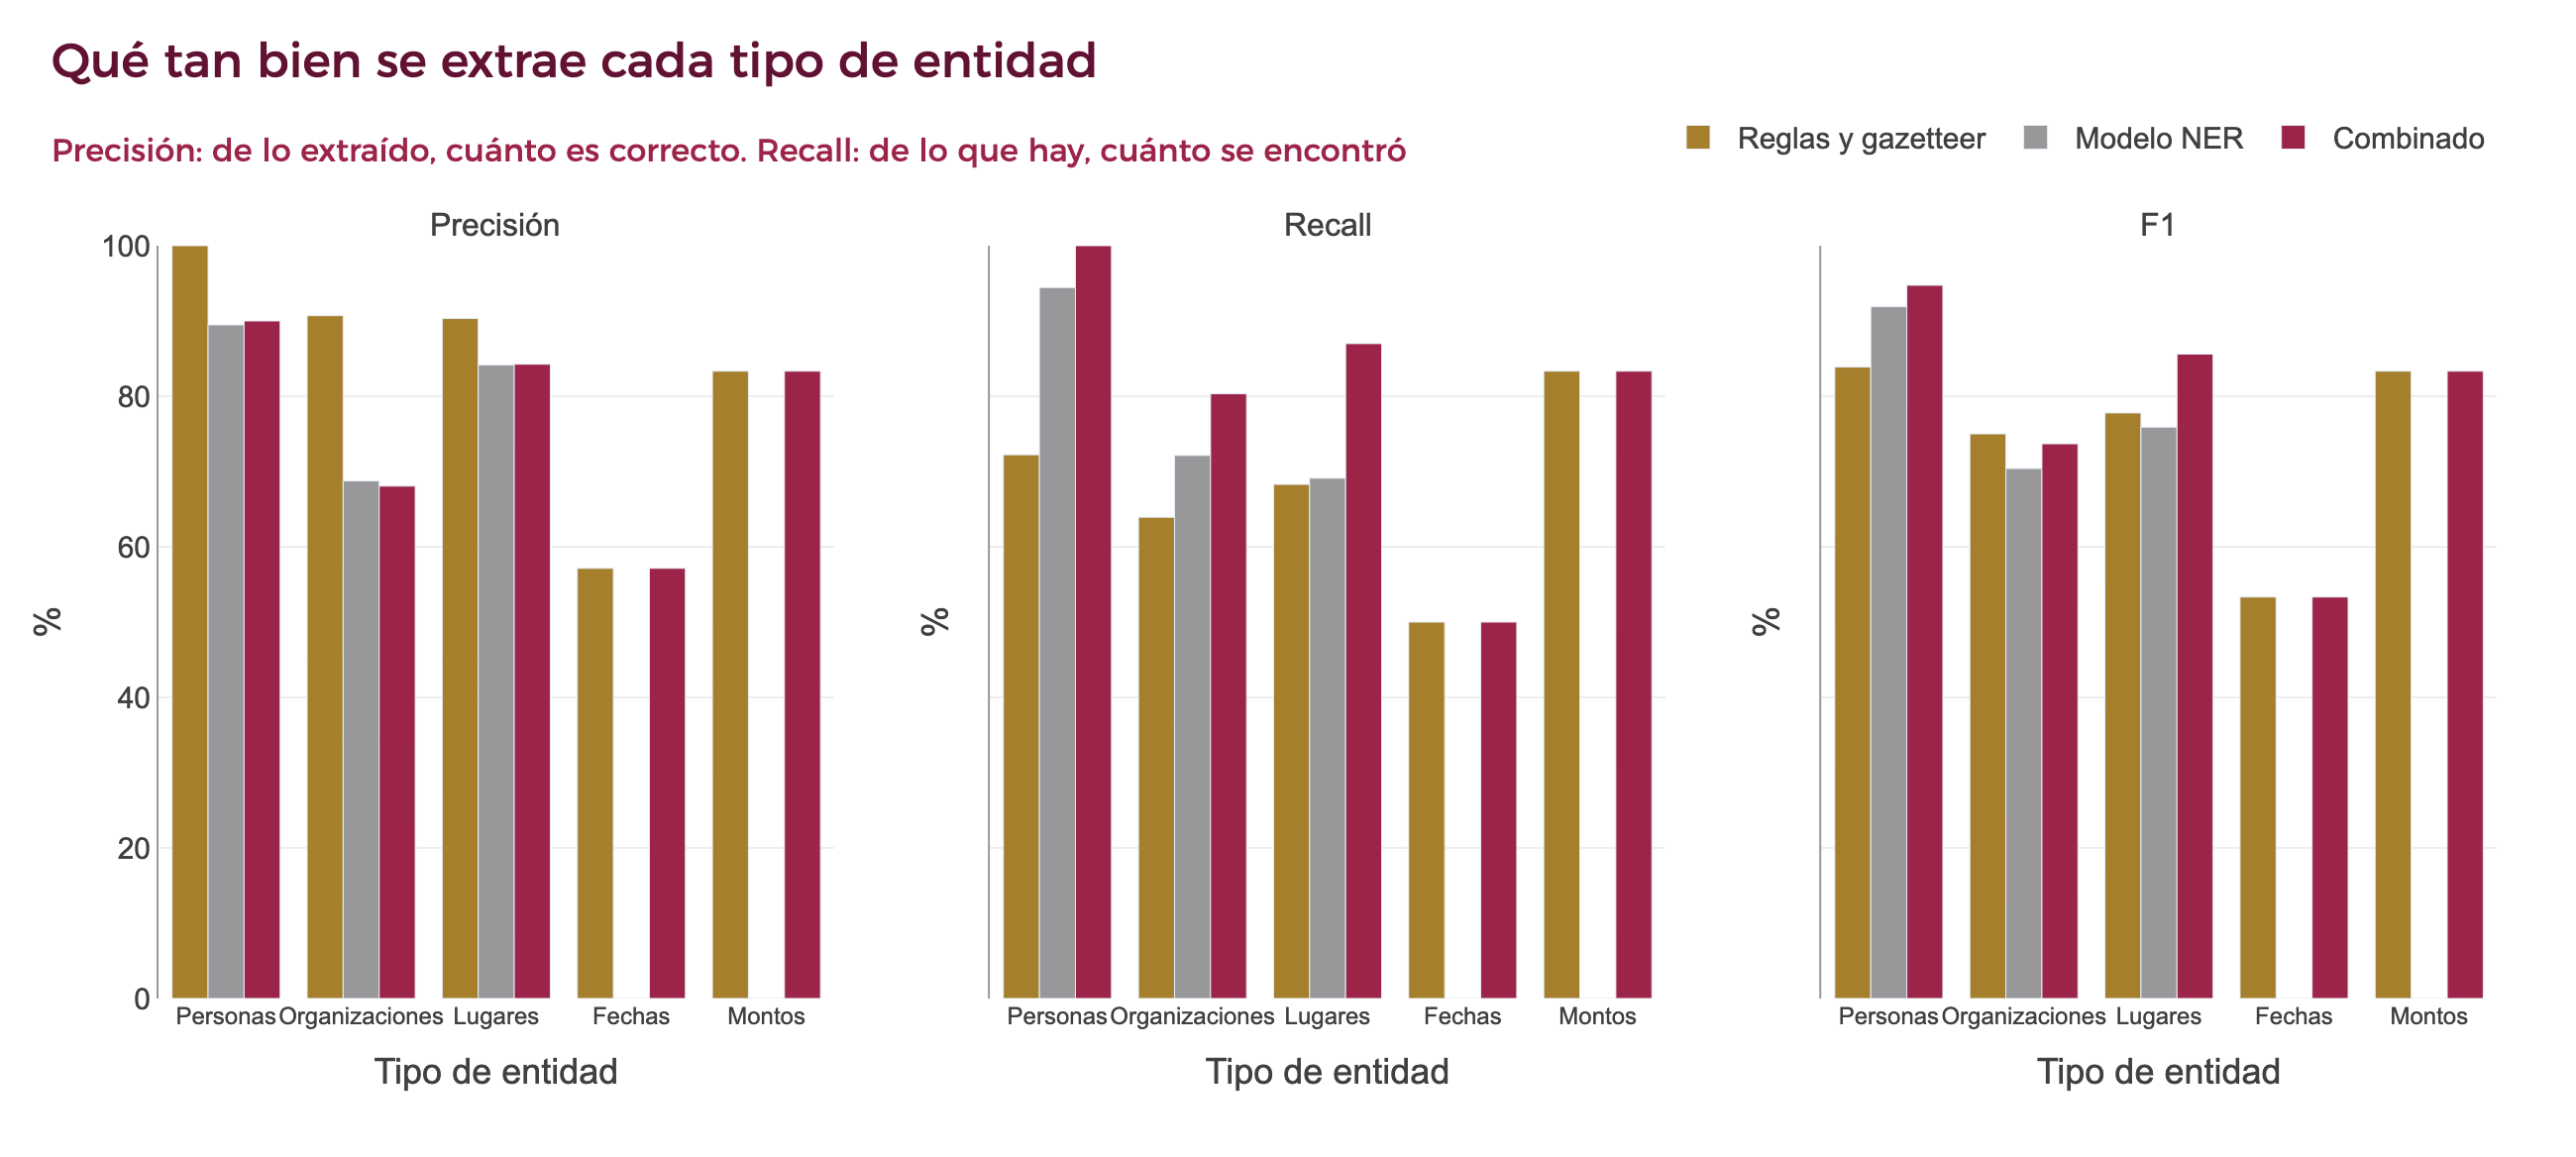 Qué tan bien se extrae cada tipo de entidad
Precisión: de lo extraído, cuánto es correcto. Recall: de lo que hay, cuánto se encontró
Reglas y gazetteer Modelo NER Combinado
Precisión
100
80
60
40
20
0
%
Personas Organizaciones Lugares Fechas Montos
Tipo de entidad
Recall
%
Personas Organizaciones Lugares Fechas Montos
Tipo de entidad
F1
%
Personas Organizaciones Lugares Fechas Montos
Tipo de entidad